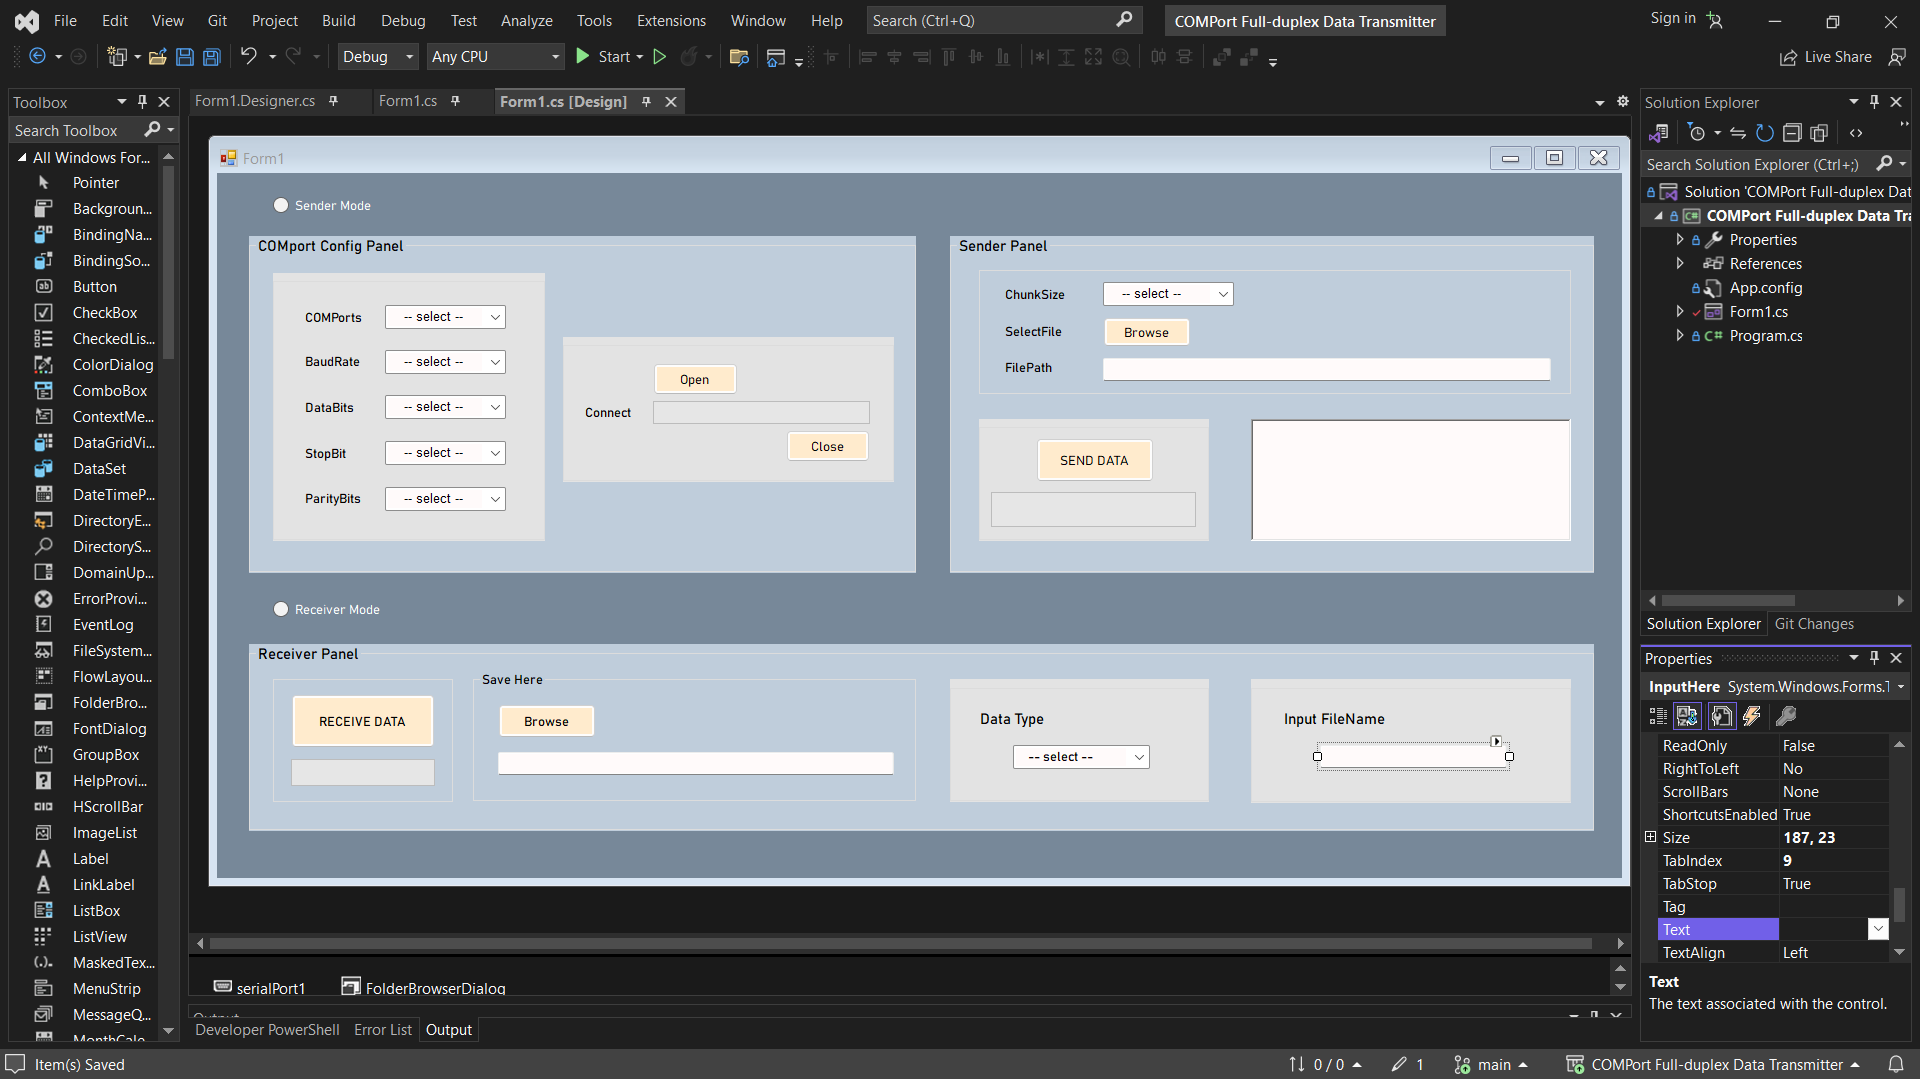 File Edit View Git Project Build Debug Test Analyze Tools Extensions Window Help Search (Ctrl+Q) COMPort Full-duplex Data Transmitter Sign in
Debug Any CPU Start Live Share
Toolbox
Search Toolbox
All Windows For...
Pointer
Backgroun...
BindingNa...
BindingSo...
Button
CheckBox
CheckedLis...
ColorDialog
ComboBox
ContextMe...
DataGridVi...
DataSet
DateTimeP...
DirectoryE...
DirectoryS...
DomainUp...
ErrorProvi...
EventLog
FileSystem...
FlowLayou...
FolderBro...
FontDialog
GroupBox
HelpProvi...
HScrollBar
ImageList
Label
LinkLabel
ListBox
ListView
MaskedTex...
MenuStrip
MessageQ...
MonthCale
Form1.Designer.cs Form1.cs Form1.cs [Design]
Form1
Sender Mode
COMport Config Panel
COMPorts -- select --
BaudRate -- select --
DataBits -- select --
StopBit -- select --
ParityBits -- select --
Open
Connect
Close
Sender Panel
ChunkSize -- select --
SelectFile Browse
FilePath
SEND DATA
Receiver Mode
Receiver Panel
RECEIVE DATA
Save Here
Browse
Data Type
-- select --
Input FileName
serialPort1 FolderBrowserDialog
Output
Developer PowerShell Error List Output
Solution Explorer
Search Solution Explorer (Ctrl+;)
Solution 'COMPort Full-duplex Dat
COMPort Full-duplex Data Tr
Properties
References
App.config
Form1.cs
Program.cs
Solution Explorer Git Changes
Properties
InputHere System.Windows.Forms.T
ReadOnly False
RightToLeft No
ScrollBars None
ShortcutsEnabled True
Size 187, 23
TabIndex 9
TabStop True
Tag
Text
TextAlign Left
Text
The text associated with the control.
Item(s) Saved 0 / 0 1 main COMPort Full-duplex Data Transmitter